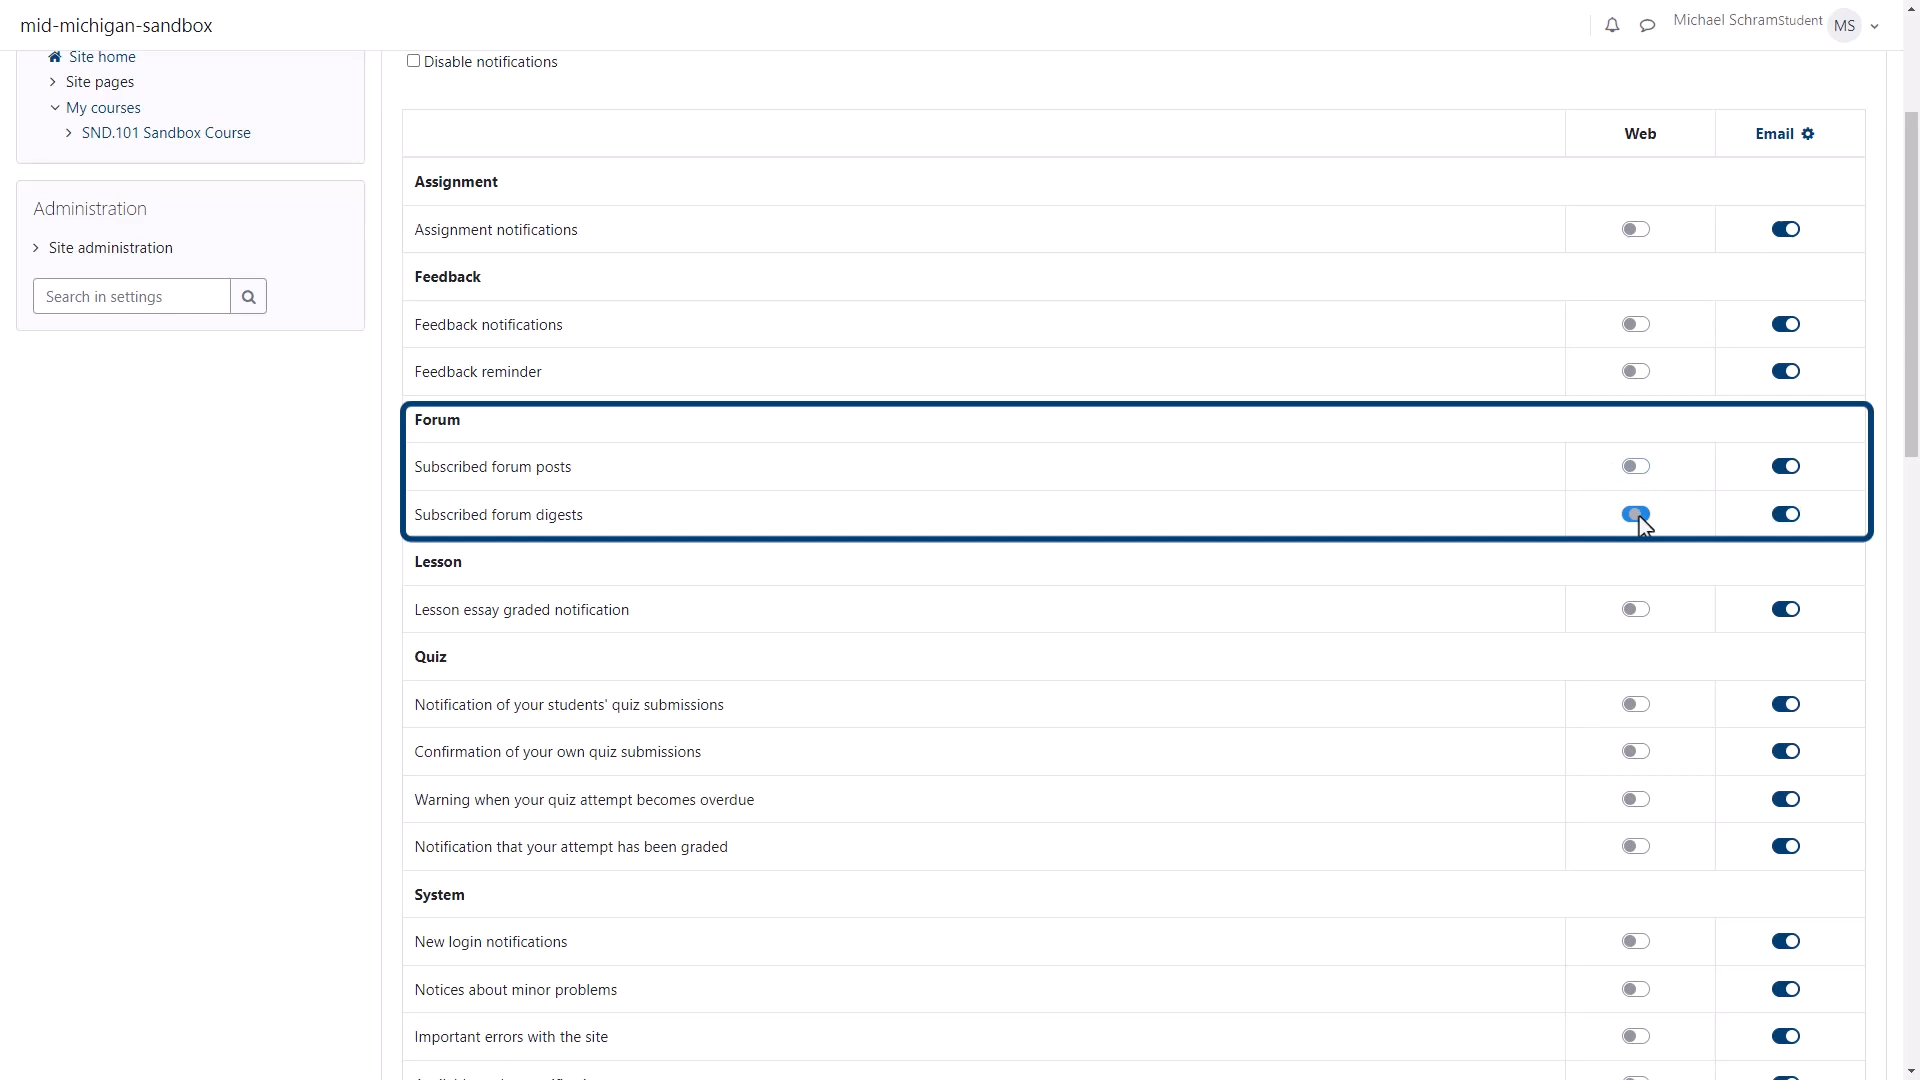 mid-michigan-sandbox
Michael SchramStudent
MS
Site home
Site pages
My courses
SND.101 Sandbox Course
Administration
Site administration
Search in settings
Disable notifications
Web
Email
Assignment
Assignment notifications
Feedback
Feedback notifications
Feedback reminder
Forum
Subscribed forum posts
Subscribed forum digests
Lesson
Lesson essay graded notification
Quiz
Notification of your students' quiz submissions
Confirmation of your own quiz submissions
Warning when your quiz attempt becomes overdue
Notification that your attempt has been graded
System
New login notifications
Notices about minor problems
Important errors with the site